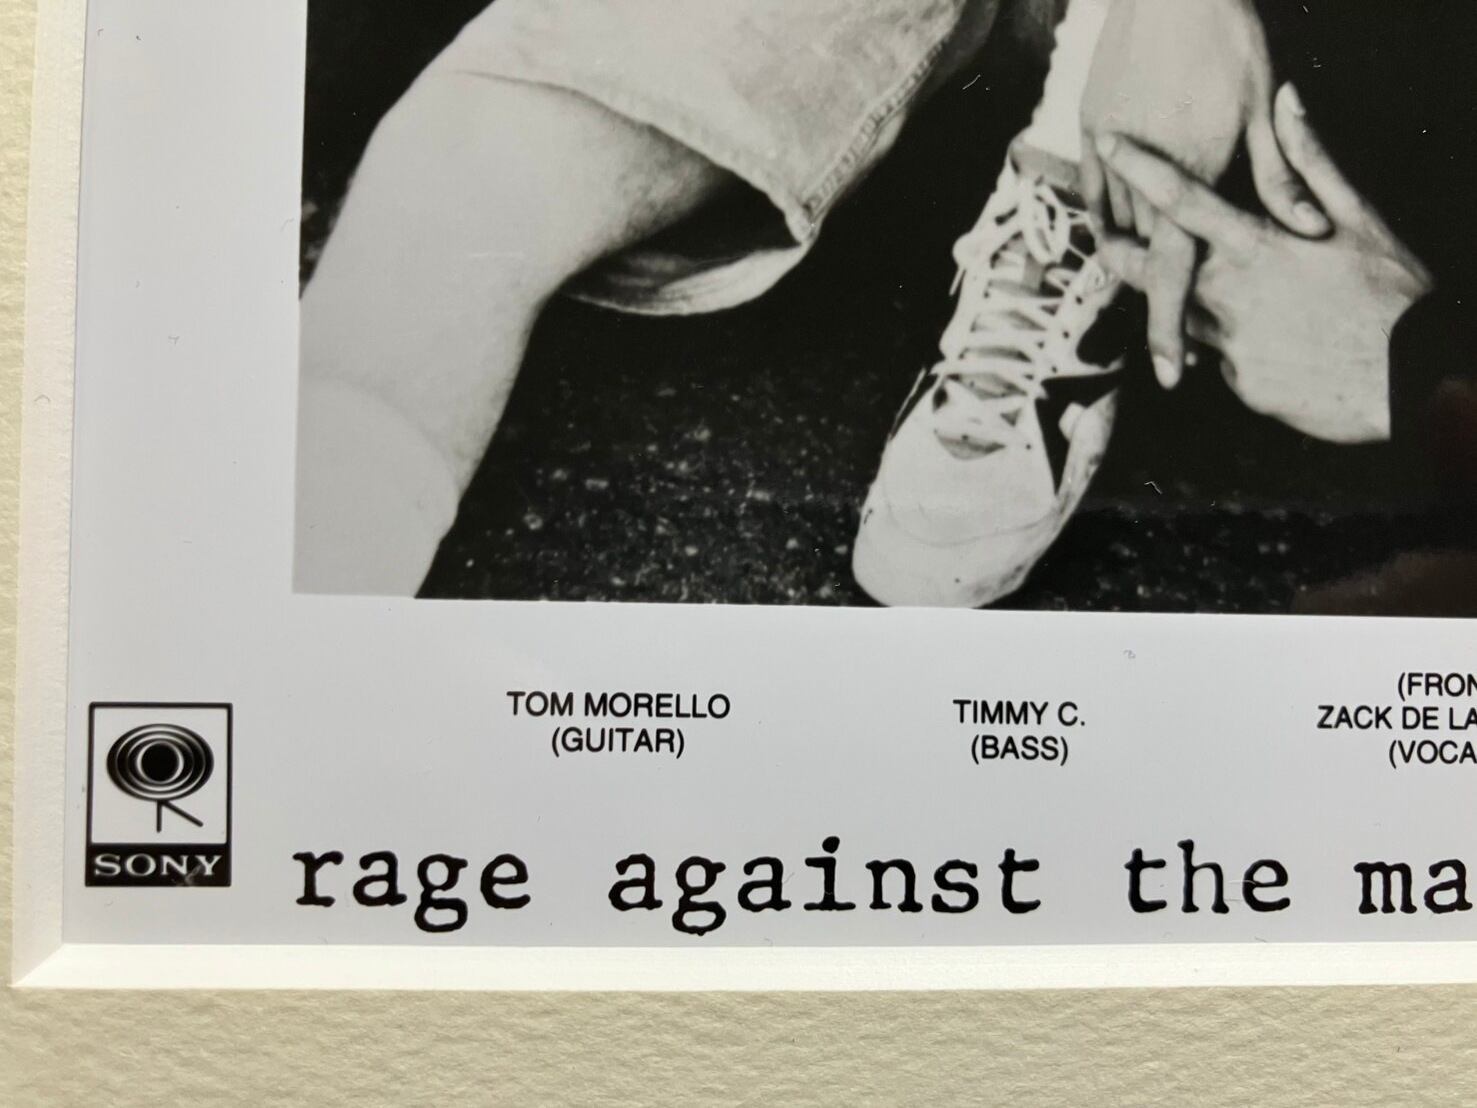 TOM MORELLO
(GUITAR)
TIMMY C.
(BASS)
(FRON
ZACK DE LA
(VOCA
SONY
rage against the ma